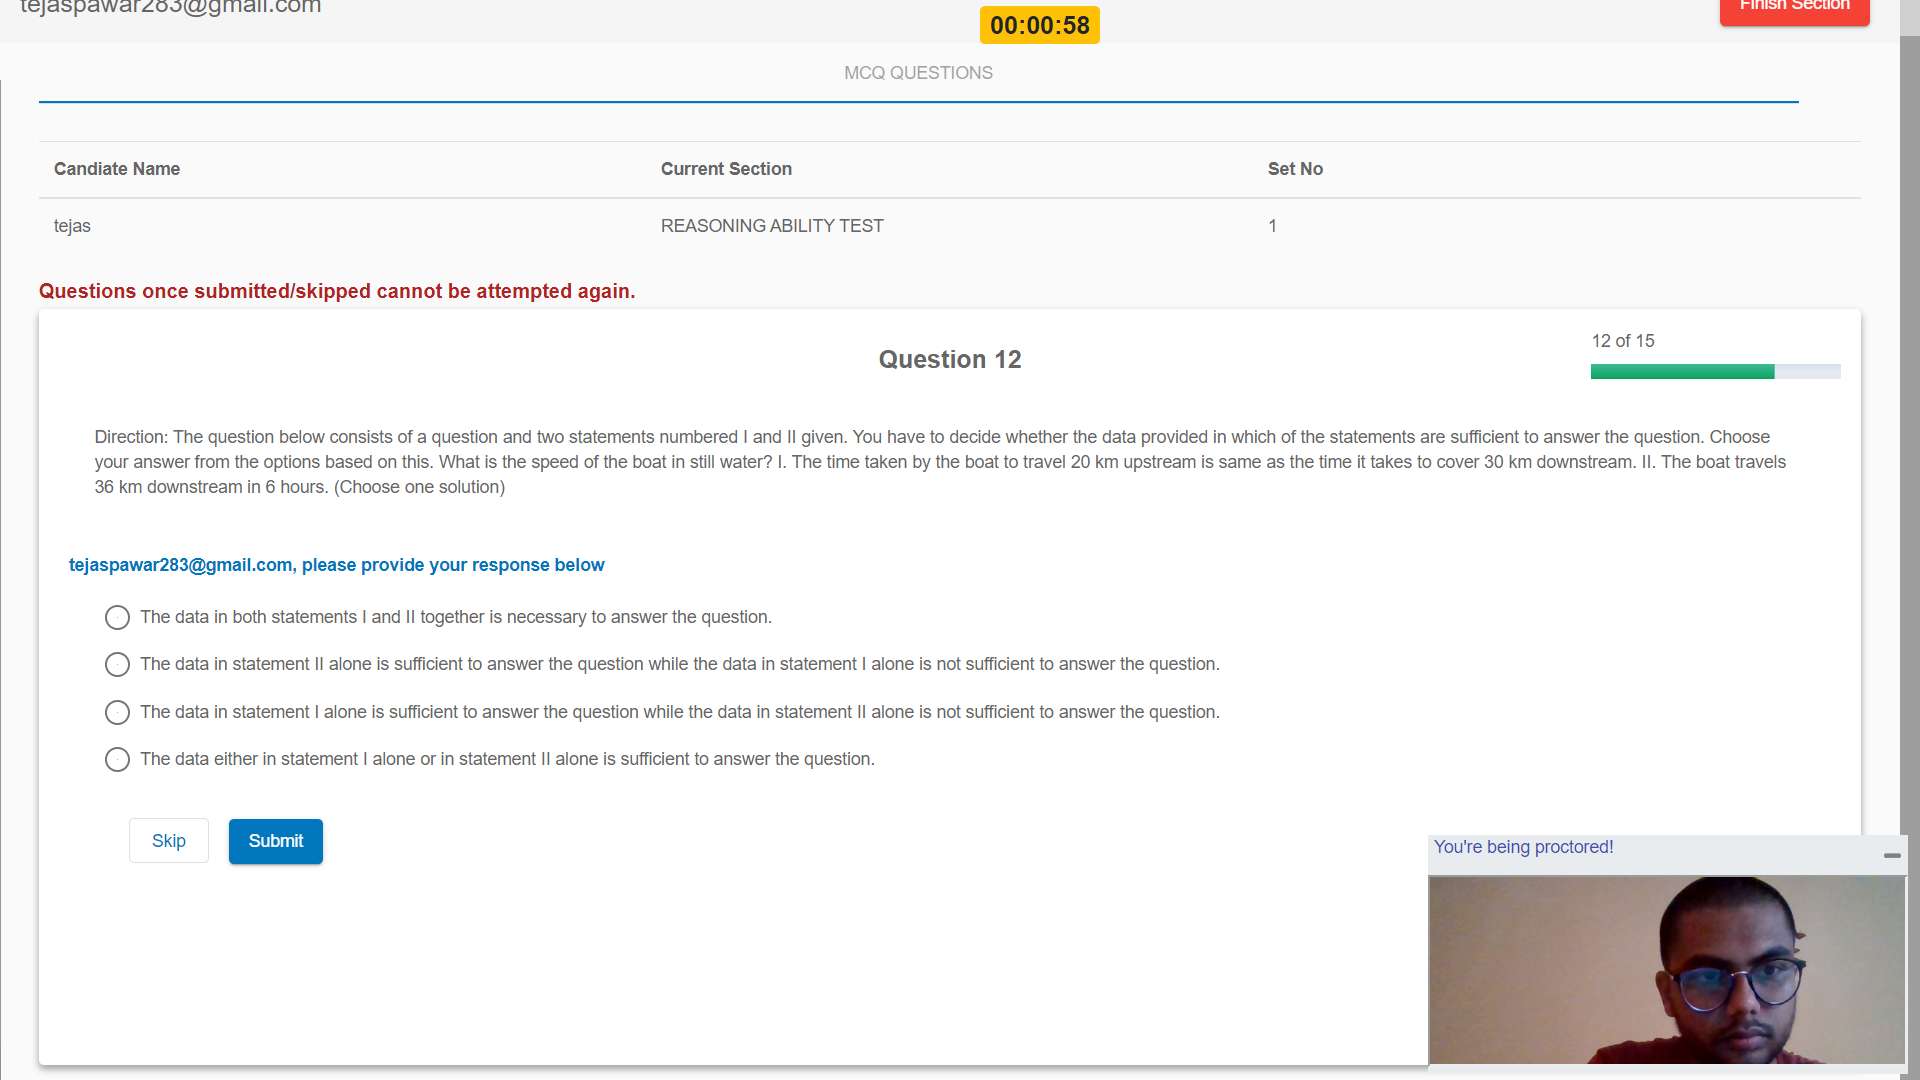 tejaspawar283@gmail.com
00:00:58
Finish Section
MCQ QUESTIONS
Candiate Name Current Section Set No
tejas REASONING ABILITY TEST 1
Questions once submitted/skipped cannot be attempted again.
12 of 15
Question 12
Direction: The question below consists of a question and two statements numbered I and II given. You have to decide whether the data provided in which of the statements are sufficient to answer the question. Choose
your answer from the options based on this. What is the speed of the boat in still water? I. The time taken by the boat to travel 20 km upstream is same as the time it takes to cover 30 km downstream. II. The boat travels
36 km downstream in 6 hours. (Choose one solution)
tejaspawar283@gmail.com, please provide your response below
The data in both statements I and II together is necessary to answer the question.
The data in statement II alone is sufficient to answer the question while the data in statement I alone is not sufficient to answer the question.
The data in statement I alone is sufficient to answer the question while the data in statement II alone is not sufficient to answer the question.
The data either in statement I alone or in statement II alone is sufficient to answer the question.
Skip Submit
You're being proctored!